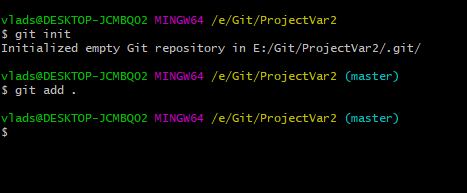 vlads@DESKTOP-JCMBQO2 MINGW64 /e/Git/ProjectVar2
$ git init
Initialized empty Git repository in E:/Git/ProjectVar2/.git/
vlads@DESKTOP-JCMBQO2 MINGW64 /e/Git/ProjectVar2 (master)
$ git add .
vlads@DESKTOP-JCMBQO2 MINGW64 /e/Git/ProjectVar2 (master)
$